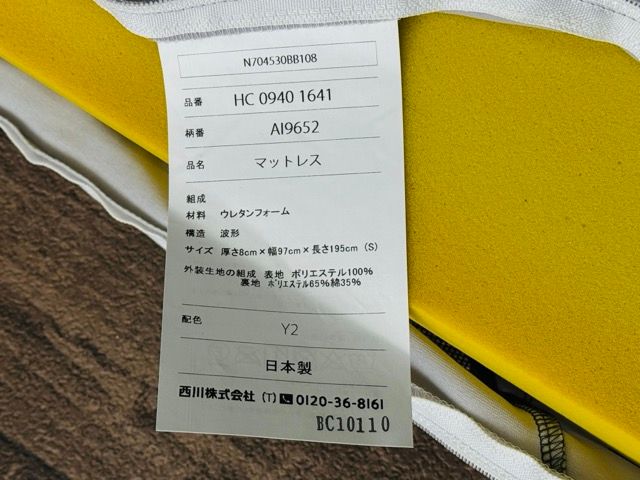 N704530BB108
品番 HC 0940 1641
柄番 AI9652
品名 マットレス
組成
材料 ウレタンフォーム
構造 波形
サイズ 厚さ8cm×幅97cm×長さ195cm (S)
外装生地の組成 表地 ポリエステル100%
裏地 ポリエステル65%綿35%
配色 Y2
日本製
西川株式会社 (T) 0120-36-8161
BC10110